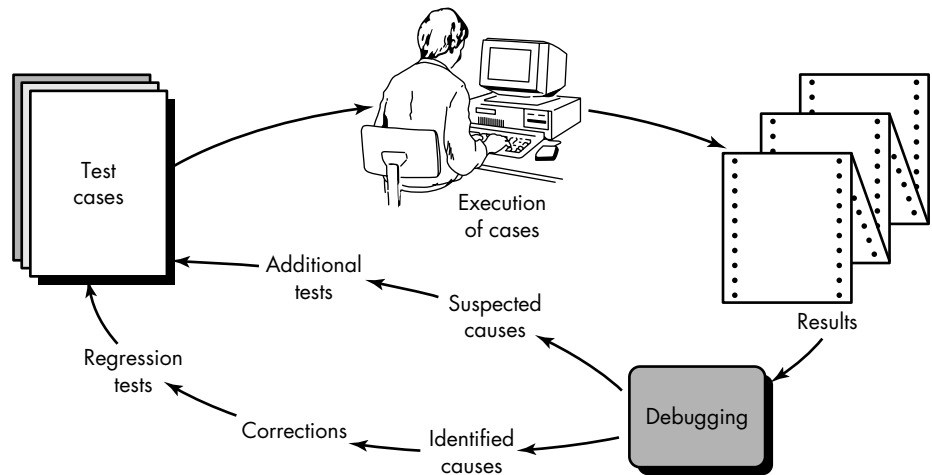 Test
cases
Execution
of cases
Results
Additional
tests
Suspected
causes
Debugging
Regression
tests
Corrections
Identified
causes